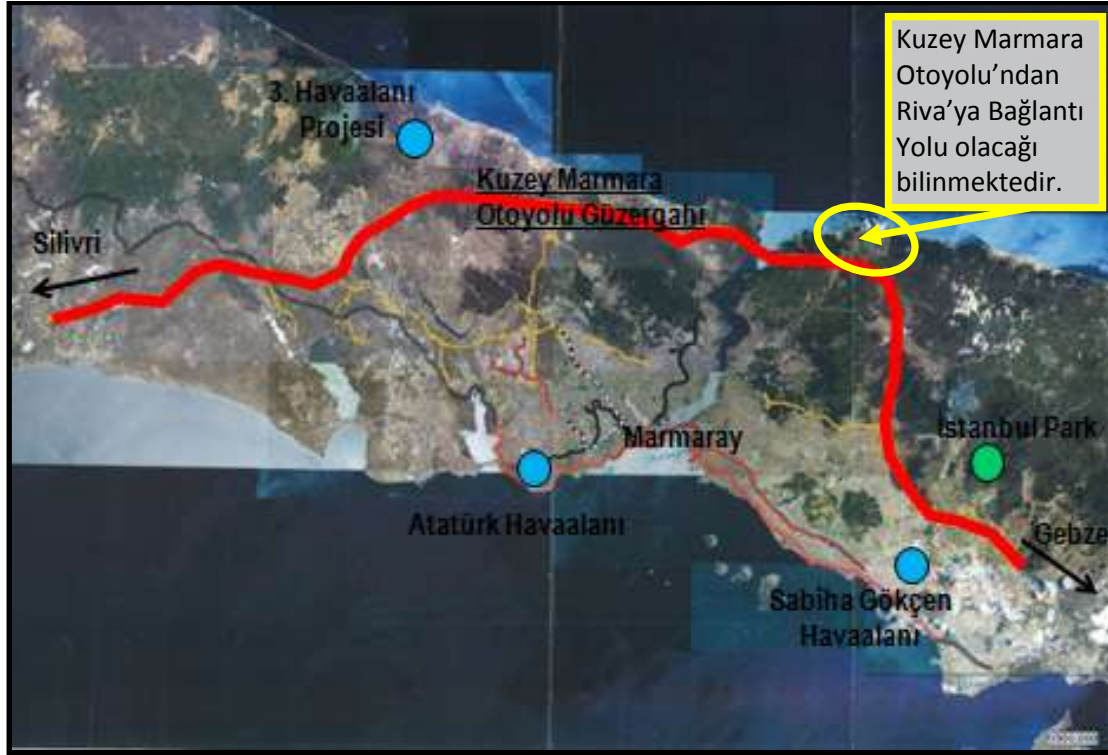 Kuzey Marmara
Otoyolu’ndan
Riva’ya Bağlantı
Yolu olacağı
bilinmektedir.
3. Havaalanı
Projesi
Kuzey Marmara
Otoyolu Güzergahı
Silivri
Marmaray
İstanbul Park
Atatürk Havaalanı
Gebze
Sabiha Gökçen
Havaalanı